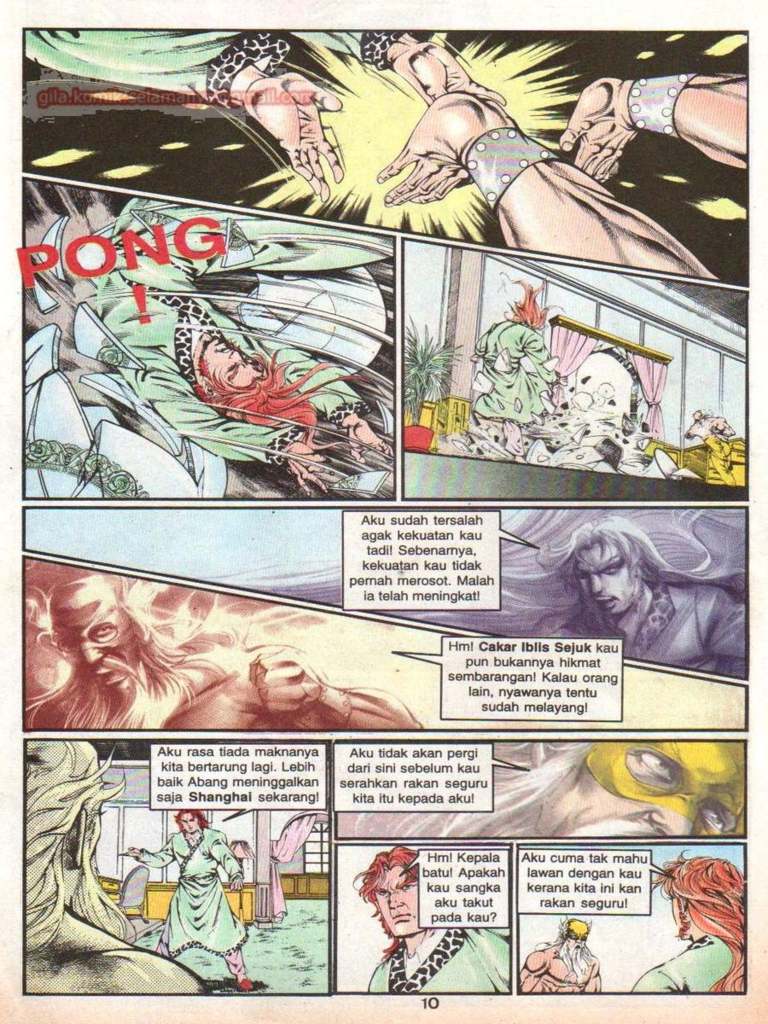 PONG
!
Aku sudah tersalah
agak kekuatan kau
tadi! Sebenarnya,
kekuatan kau tidak
pernah merosot. Malah
ia telah meningkat!
Hm! Cakar Iblis Sejuk kau
pun bukannya hikmat
sembarangan! Kalau orang
lain, nyawanya tentu
sudah melayang!
Aku rasa tiada maknanya
kita bertarung lagi. Lebih
baik Abang meninggalkan
saja Shanghai sekarang!
Aku tidak akan pergi
dari sini sebelum kau
serahkan rakan seguru
kita itu kepada aku!
Hm! Kepala
batu! Apakah
kau sangka
aku takut
pada kau?
Aku cuma tak mahu
lawan dengan kau
kerana kita ini kan
rakan seguru!
10